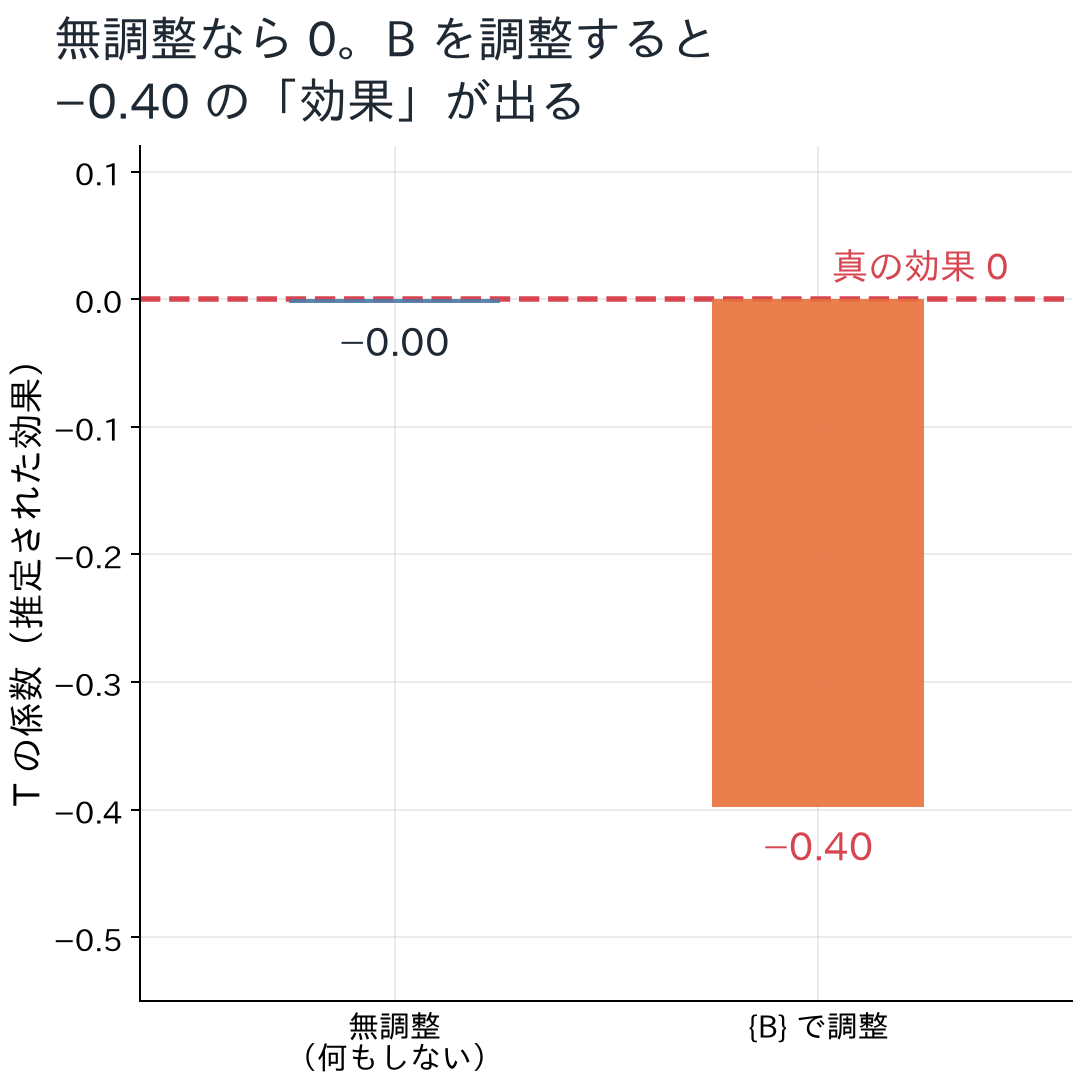 無調整なら 0。B を調整すると
−0.40 の「効果」が出る
T の係数（推定された効果）
0.1
0.0
−0.1
−0.2
−0.3
−0.4
−0.5
真の効果 0
−0.00
−0.40
無調整
（何もしない）
{B} で調整